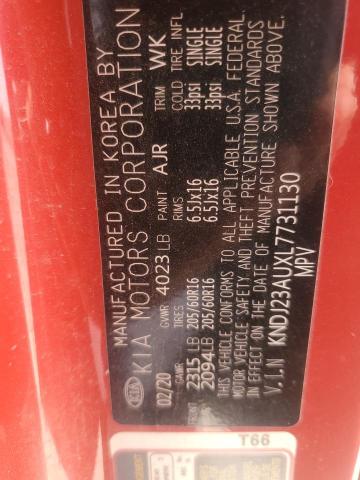 MANUFACTURED IN KOREA BY
KIA KIA MOTORS CORPORATION
02/20 GVWR 4023 LB PAINT AJR TRIM WK
GAWR TIRES RIMS COLD TIRE INFL
FRONT 2315 LB 205/60R16 6.5JX16 33psi SINGLE
2094 LB 205/60R16 6.5JX16 33psi SINGLE
THIS VEHICLE CONFORMS TO ALL APPLICABLE U.S.A. FEDERAL
MOTOR VEHICLE SAFETY AND THEFT PREVENTION STANDARDS
IN EFFECT ON THE DATE OF MANUFACTURE SHOWN ABOVE.
V.I.N KNDJ23AUXL7731130
MPV
T66